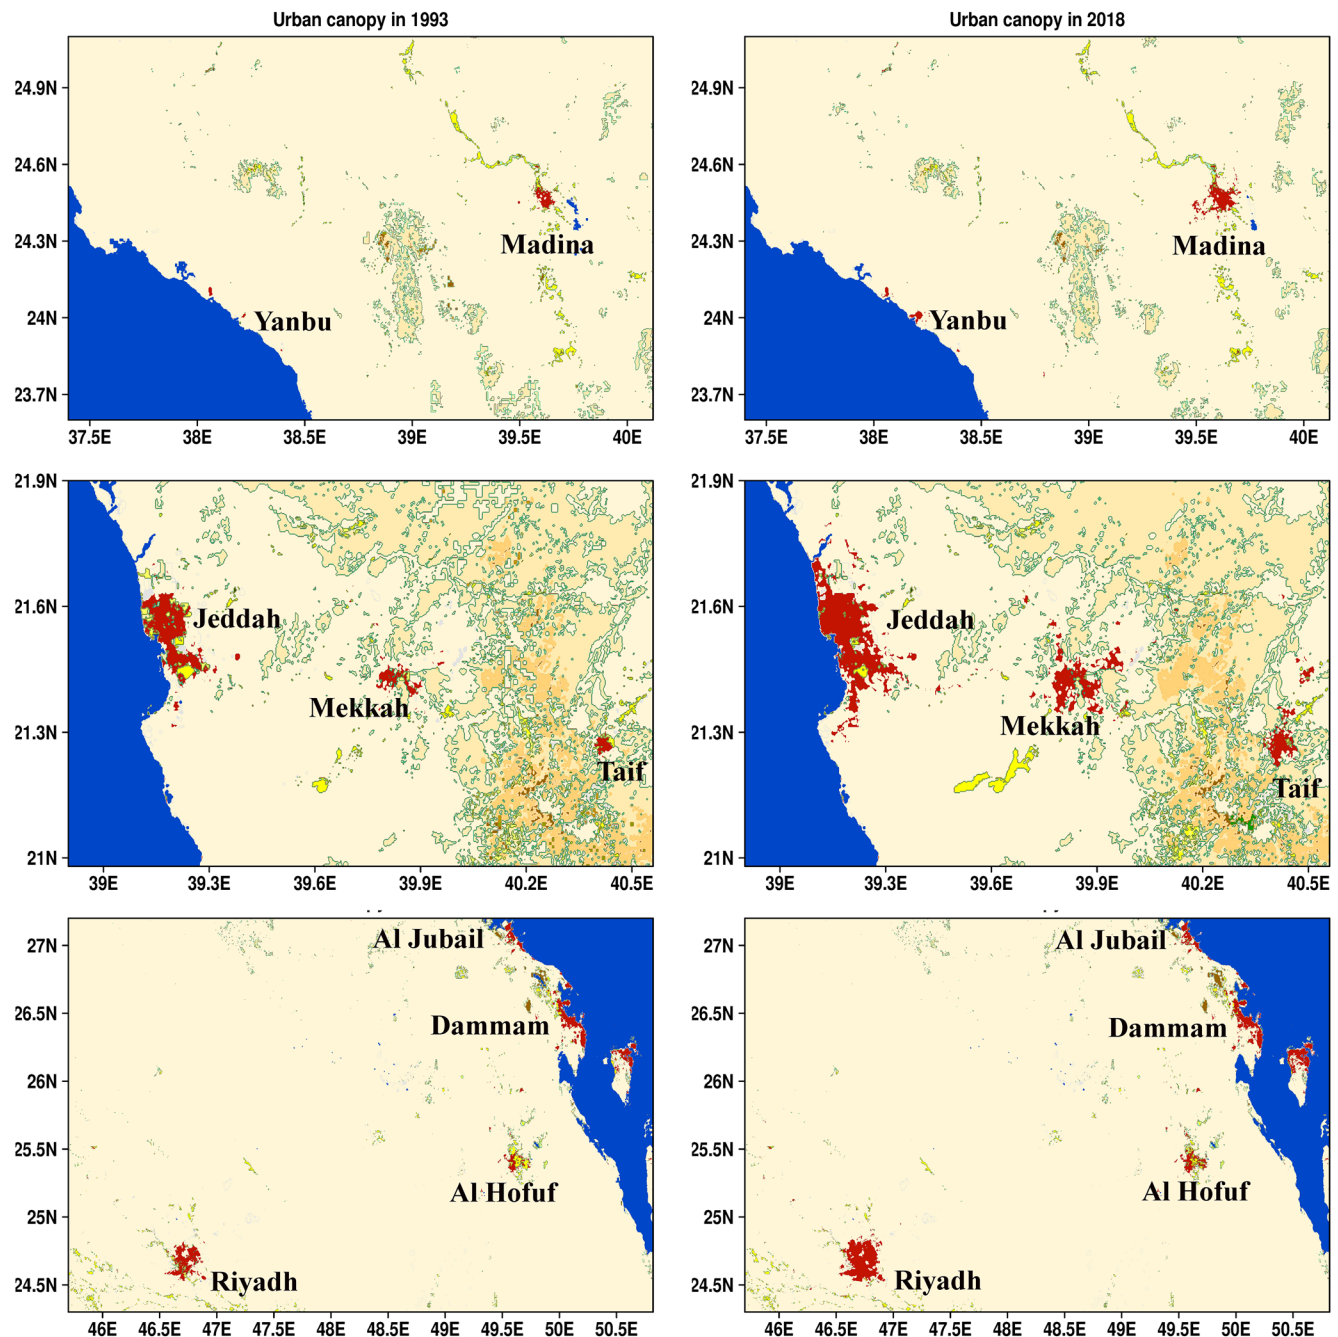 Urban canopy in 1993
Urban canopy in 2018
24.9N
24.6N
24.3N
24N
23.7N
Madina
Yanbu
37.5E 38E 38.5E 39E 39.5E 40E
24.9N
24.6N
24.3N
24N
23.7N
Madina
Yanbu
37.5E 38E 38.5E 39E 39.5E 40E
21.9N
21.6N
21.3N
21N
Jeddah
Mekkah
Taif
39E 39.3E 39.6E 39.9E 40.2E 40.5E
21.9N
21.6N
21.3N
21N
Jeddah
Mekkah
Taif
39E 39.3E 39.6E 39.9E 40.2E 40.5E
27N
26.5N
26N
25.5N
25N
24.5N
Al Jubail
Dammam
Al Hofuf
Riyadh
46E 46.5E 47E 47.5E 48E 48.5E 49E 49.5E 50E 50.5E
27N
26.5N
26N
25.5N
25N
24.5N
Al Jubail
Dammam
Al Hofuf
Riyadh
46E 46.5E 47E 47.5E 48E 48.5E 49E 49.5E 50E 50.5E